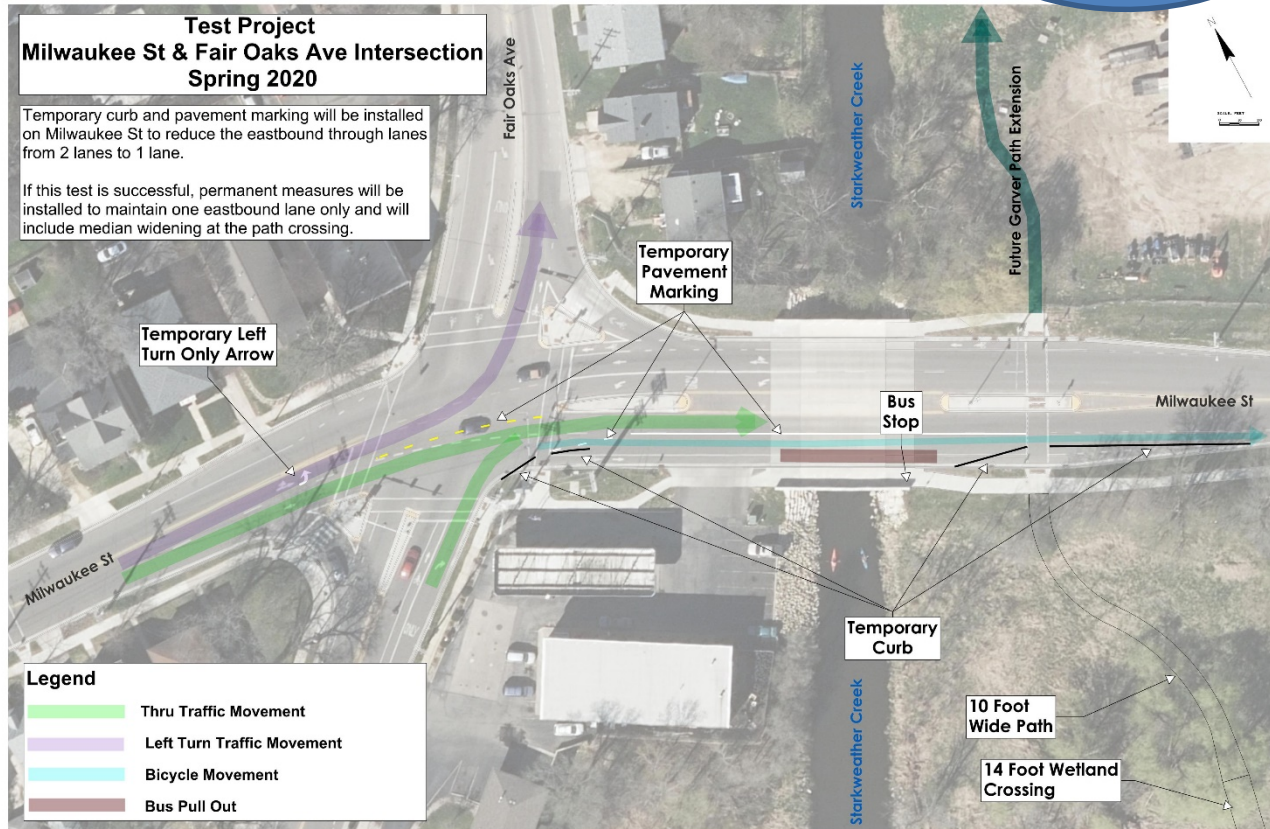 Test Project
Milwaukee St & Fair Oaks Ave Intersection
Spring 2020
Temporary curb and pavement marking will be installed
on Milwaukee St to reduce the eastbound through lanes
from 2 lanes to 1 lane.
If this test is successful, permanent measures will be
installed to maintain one eastbound lane only and will
include median widening at the path crossing.
Fair Oaks Ave
Starkweather Creek
Future Garver Path Extension
N
Temporary
Pavement
Marking
Temporary Left
Turn Only Arrow
Bus
Stop
Milwaukee St
Milwaukee St
Temporary
Curb
Starkweather Creek
10 Foot
Wide Path
14 Foot Wetland
Crossing
Legend
Thru Traffic Movement
Left Turn Traffic Movement
Bicycle Movement
Bus Pull Out